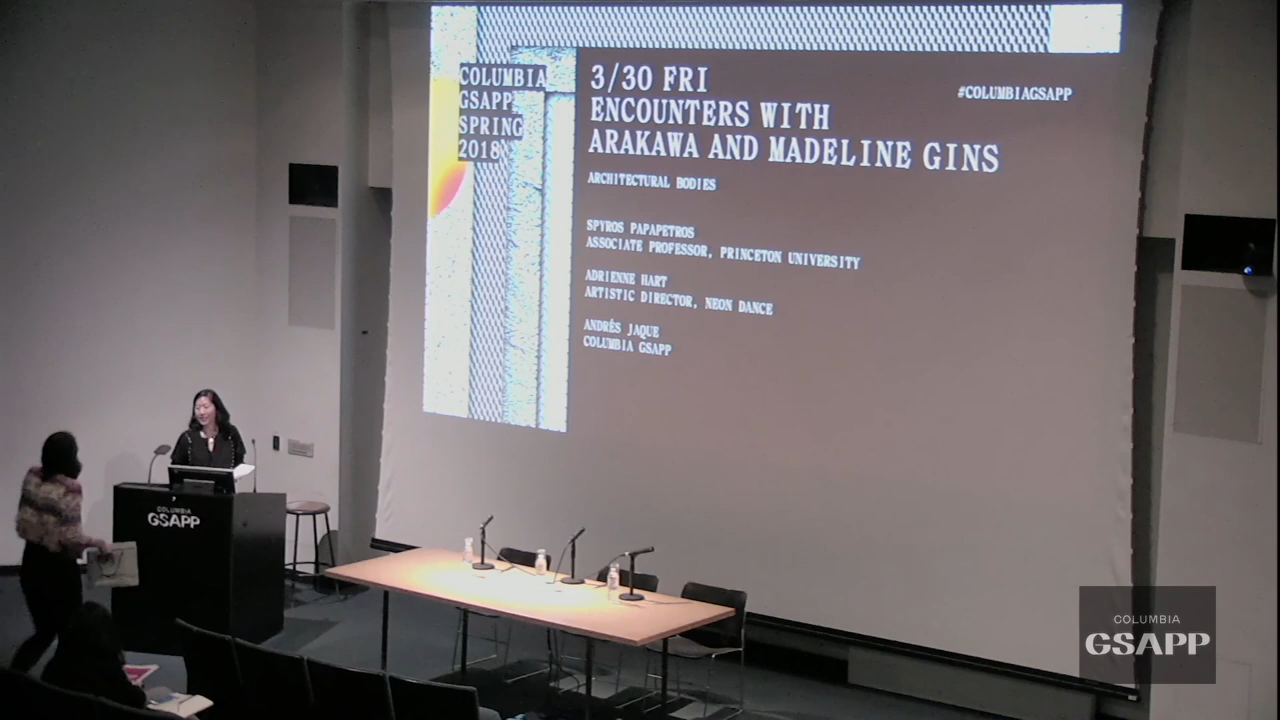 COLUMBIA
GSAPP
SPRING
2018
3/30 FRI
ENCOUNTERS WITH
ARAKAWA AND MADELINE GINS
#COLUMBIAGSAPP
ARCHITECTURAL BODIES
SPYROS PAPAPETROS
ASSOCIATE PROFESSOR, PRINCETON UNIVERSITY
ADRIENNE HART
ARTISTIC DIRECTOR, NEON DANCE
ANDRÉS JAQUE
COLUMBIA GSAPP
COLUMBIA
GSAPP
COLUMBIA
GSAPP